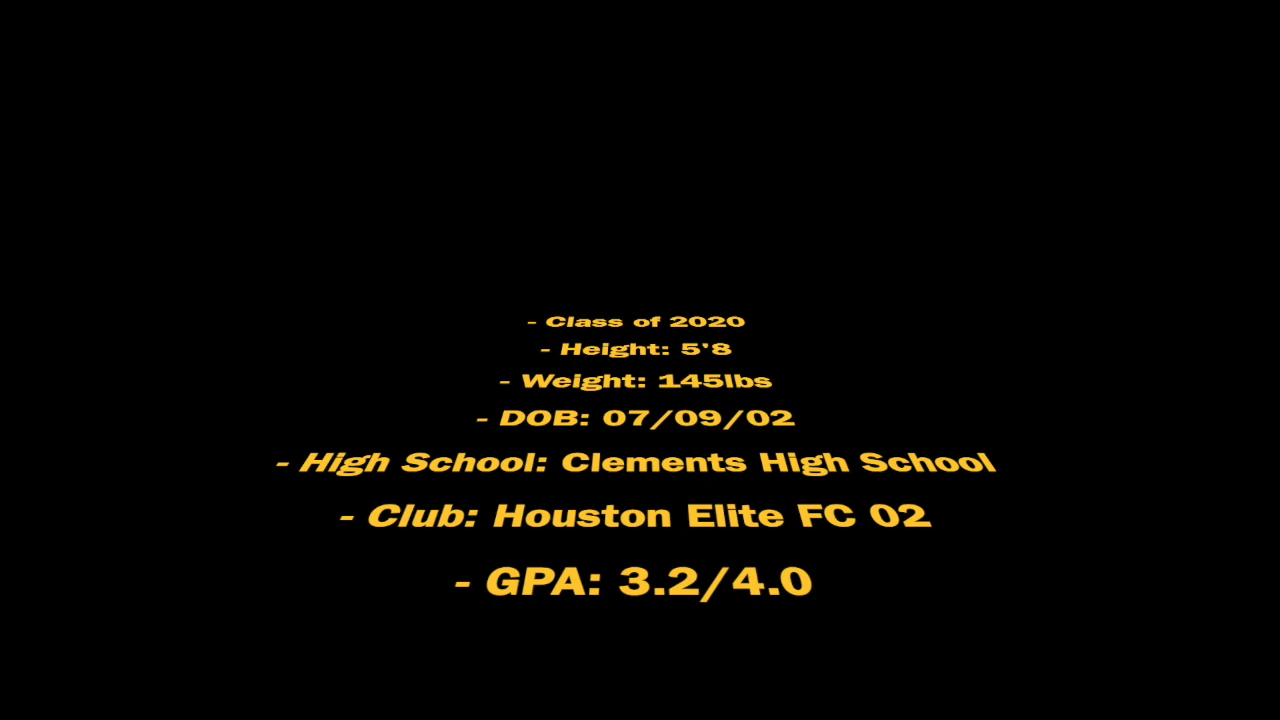 - Class of 2020
- Height: 5'8
- Weight: 145lbs
- DOB: 07/09/02
- High School: Clements High School
- Club: Houston Elite FC 02
- GPA: 3.2/4.0